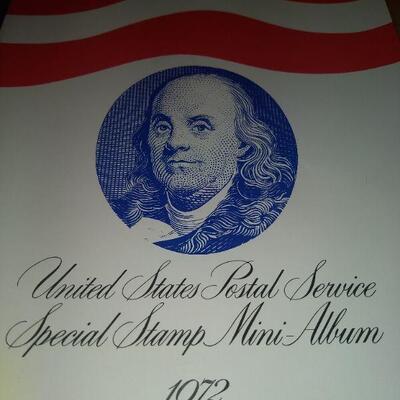 United States Postal Service
Special Stamp Mini-Album
1972